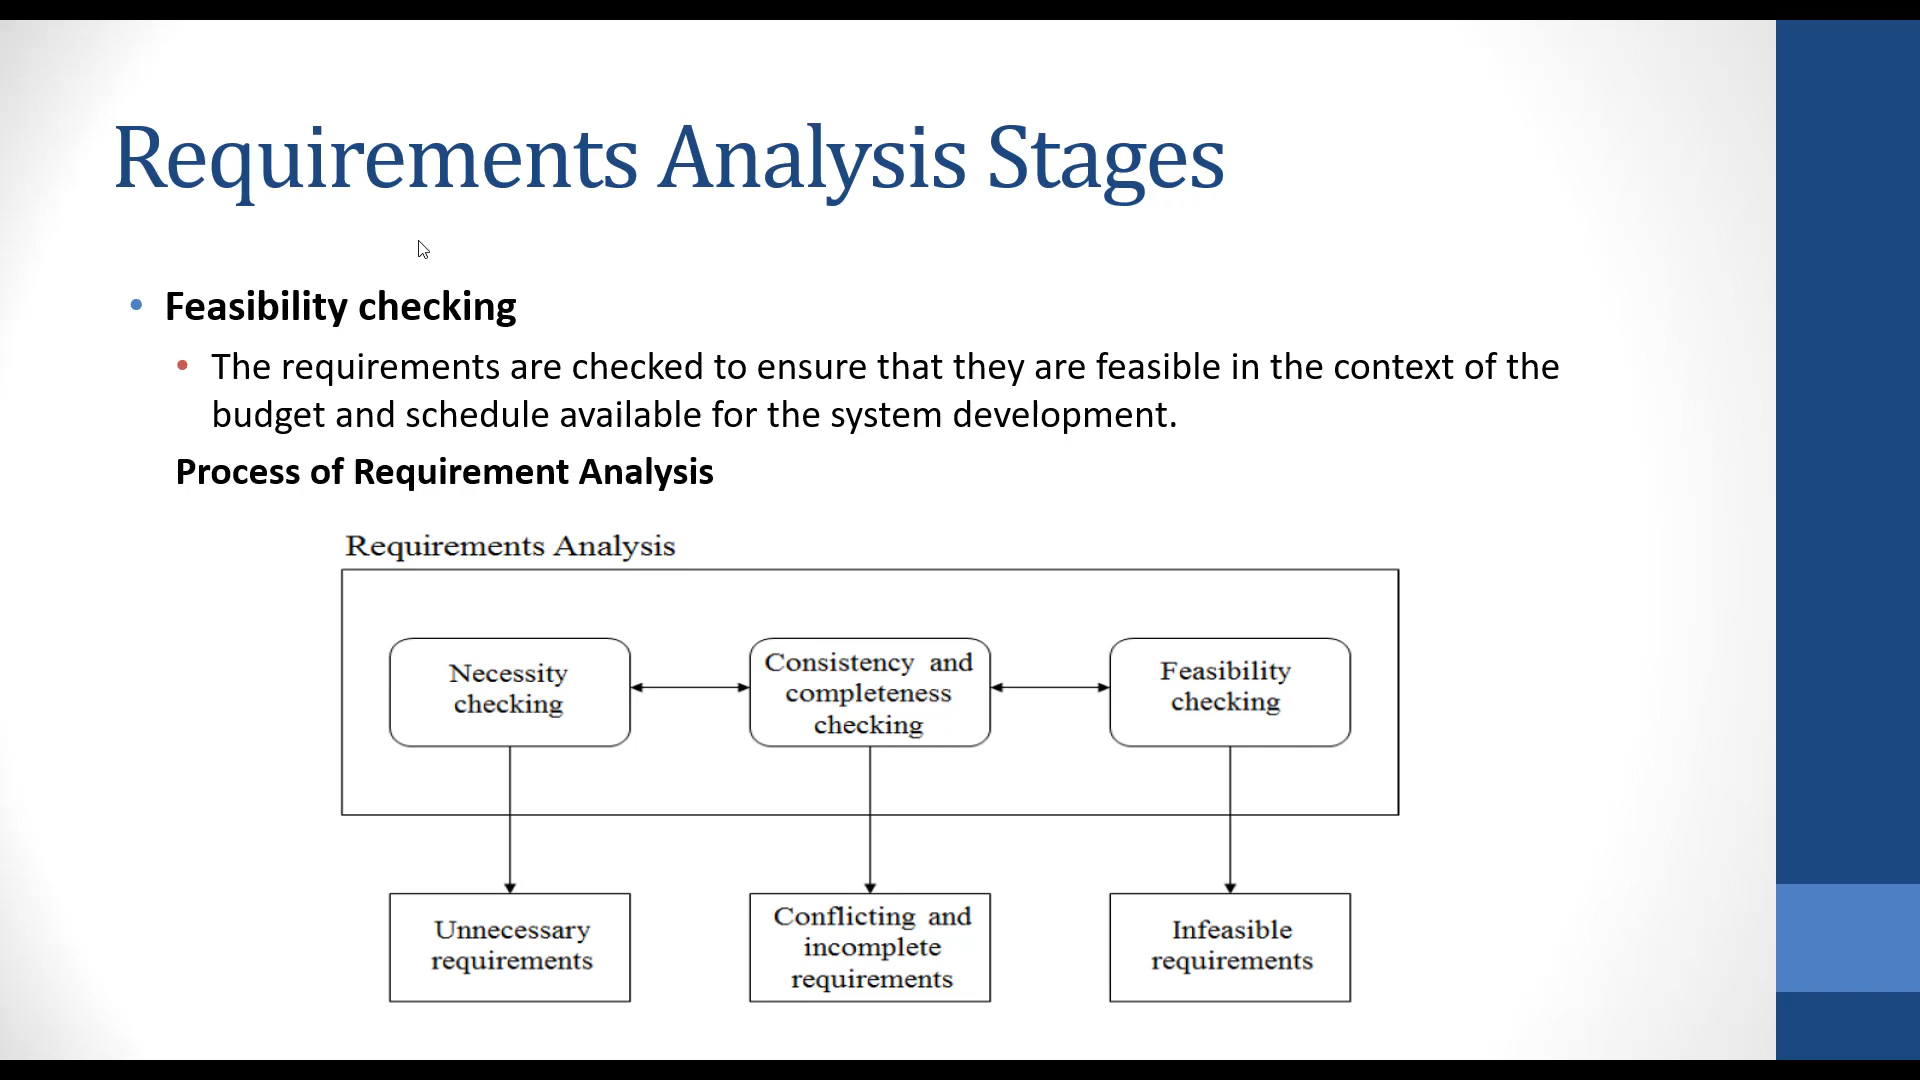 Requirements Analysis Stages
• Feasibility checking
• The requirements are checked to ensure that they are feasible in the context of the
budget and schedule available for the system development.
Process of Requirement Analysis
Requirements Analysis
Necessity
checking
Consistency and
completeness
checking
Feasibility
checking
Unnecessary
requirements
Conflicting and
incomplete
requirements
Infeasible
requirements